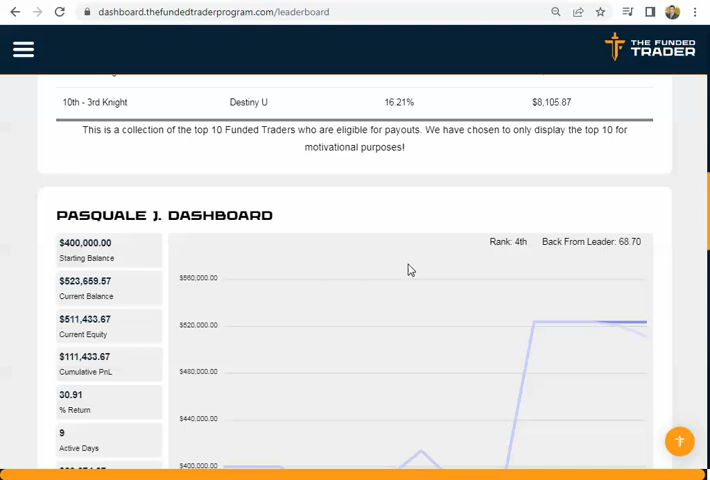 dashboard.thefundedtraderprogram.com/leaderboard
THE FUNDED
TRADER
10th - 3rd Knight Destiny U 16.21% $8,105.87
This is a collection of the top 10 Funded Traders who are eligible for payouts. We have chosen to only display the top 10 for
motivational purposes!
PASQUALE J. DASHBOARD
$400,000.00
Starting Balance
$523,659.57
Current Balance
$511,433.67
Current Equity
$111,433.67
Cumulative PnL
30.91
% Return
9
Active Days
Rank: 4th Back From Leader: 68.70
$560,000.00
$520,000.00
$480,000.00
$440,000.00
$400,000.00